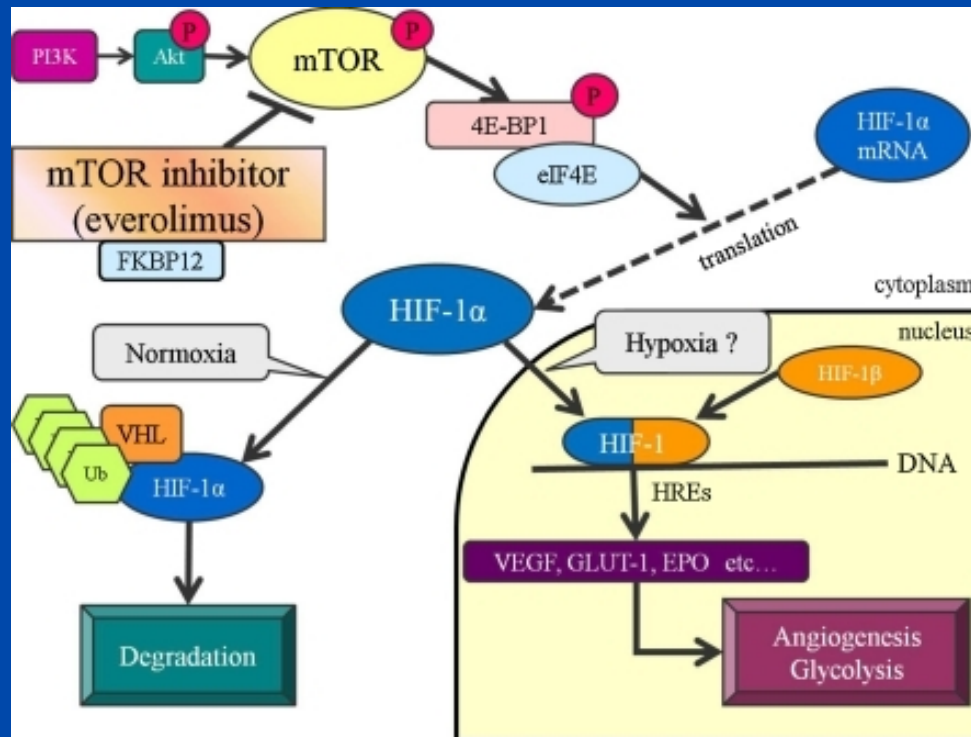 PI3K
Akt
P
mTOR
P
4E-BP1
P
eIF4E
HIF-1α
mRNA
mTOR inhibitor
(everolimus)
FKBP12
translation
cytoplasm
nucleus
HIF-1α
Normoxia
Hypoxia ?
HIF-1β
VHL
Ub
HIF-1α
HIF-1
DNA
HREs
VEGF, GLUT-1, EPO etc...
Degradation
Angiogenesis
Glycolysis